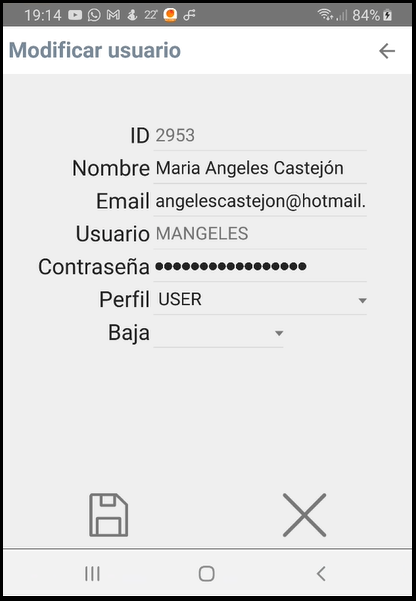 19:14 22° 84%
Modificar usuario
ID 2953
Nombre Maria Angeles Castejón
Email angelescastejon@hotmail.
Usuario MANGELES
Contraseña •••••••••••••••••
Perfil USER
Baja